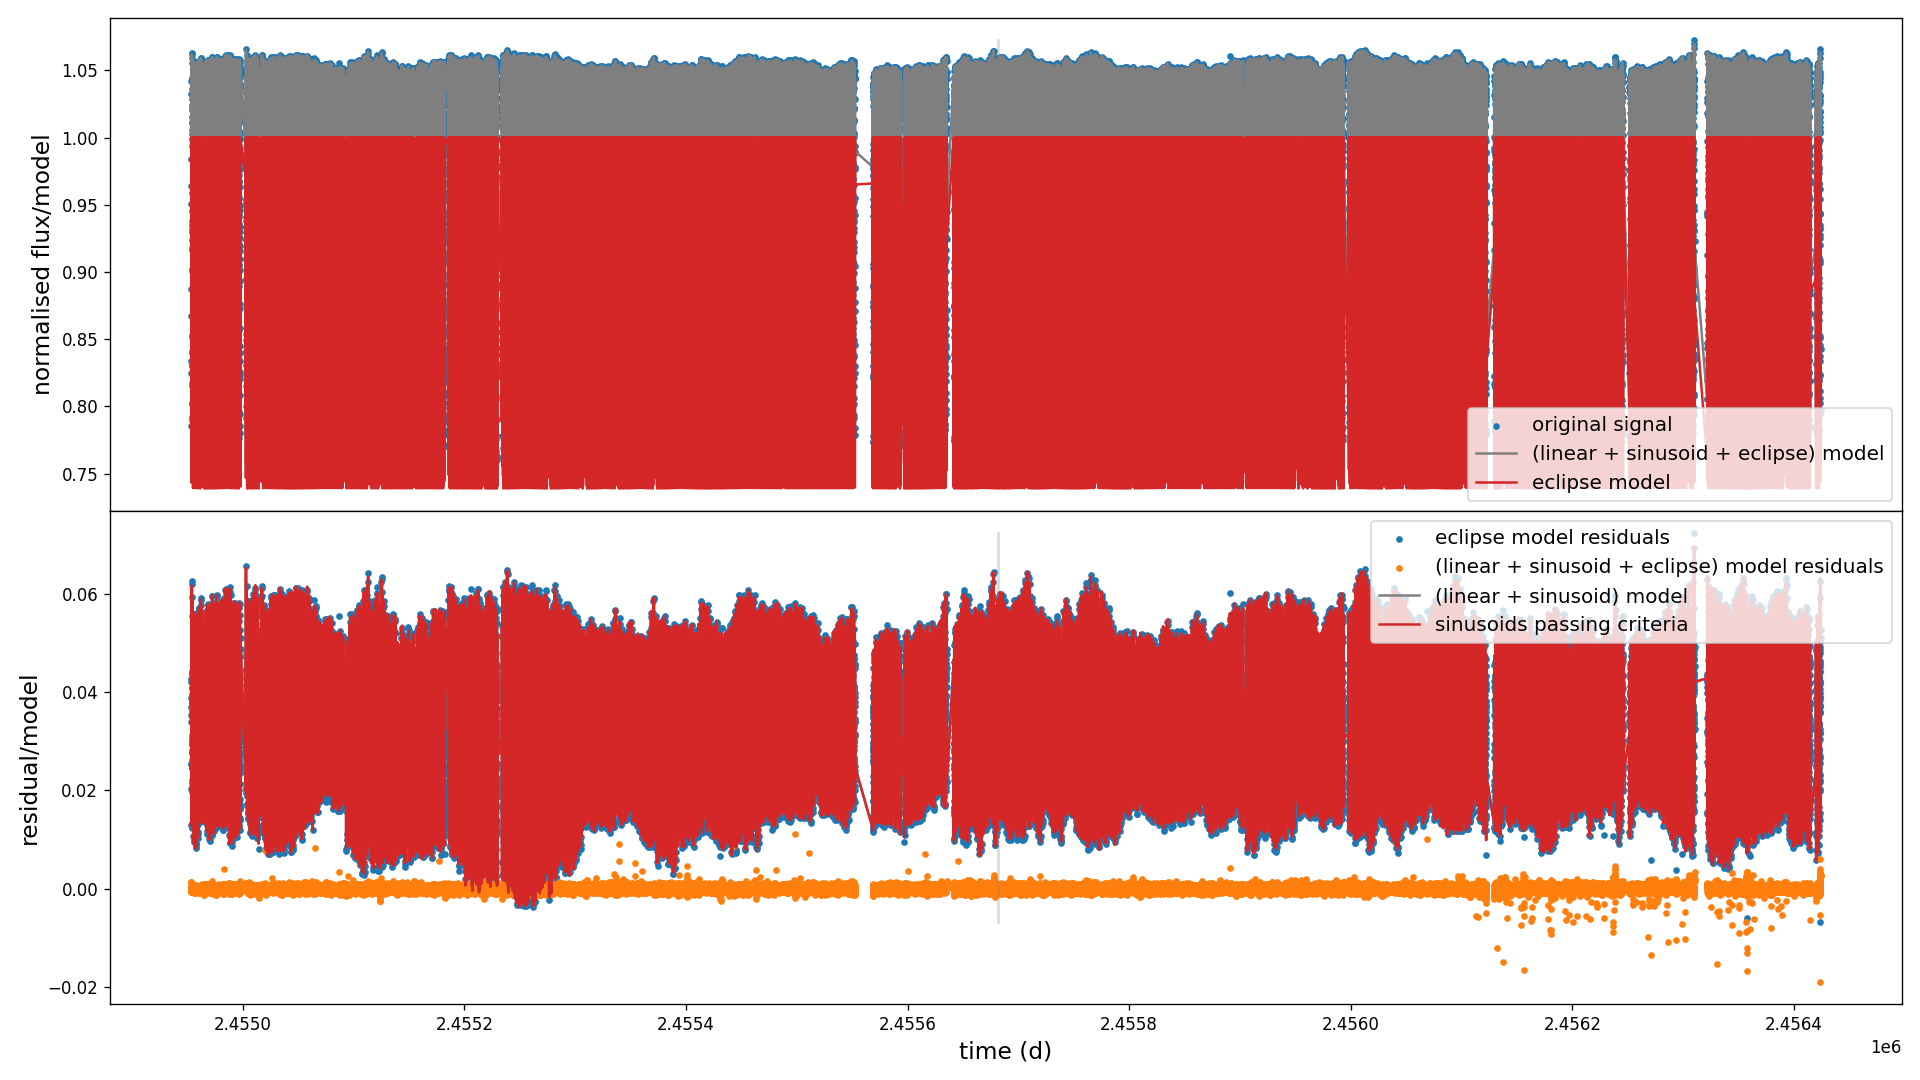 normalised flux/model
1.05
1.00
0.95
0.90
0.85
0.80
0.75
original signal
(linear + sinusoid + eclipse) model
eclipse model
residual/model
0.06
0.04
0.02
0.00
−0.02
eclipse model residuals
(linear + sinusoid + eclipse) model residuals
(linear + sinusoid) model
sinusoids passing criteria
2.4550 2.4552 2.4554 2.4556 2.4558 2.4560 2.4562 2.4564
1e6
time (d)